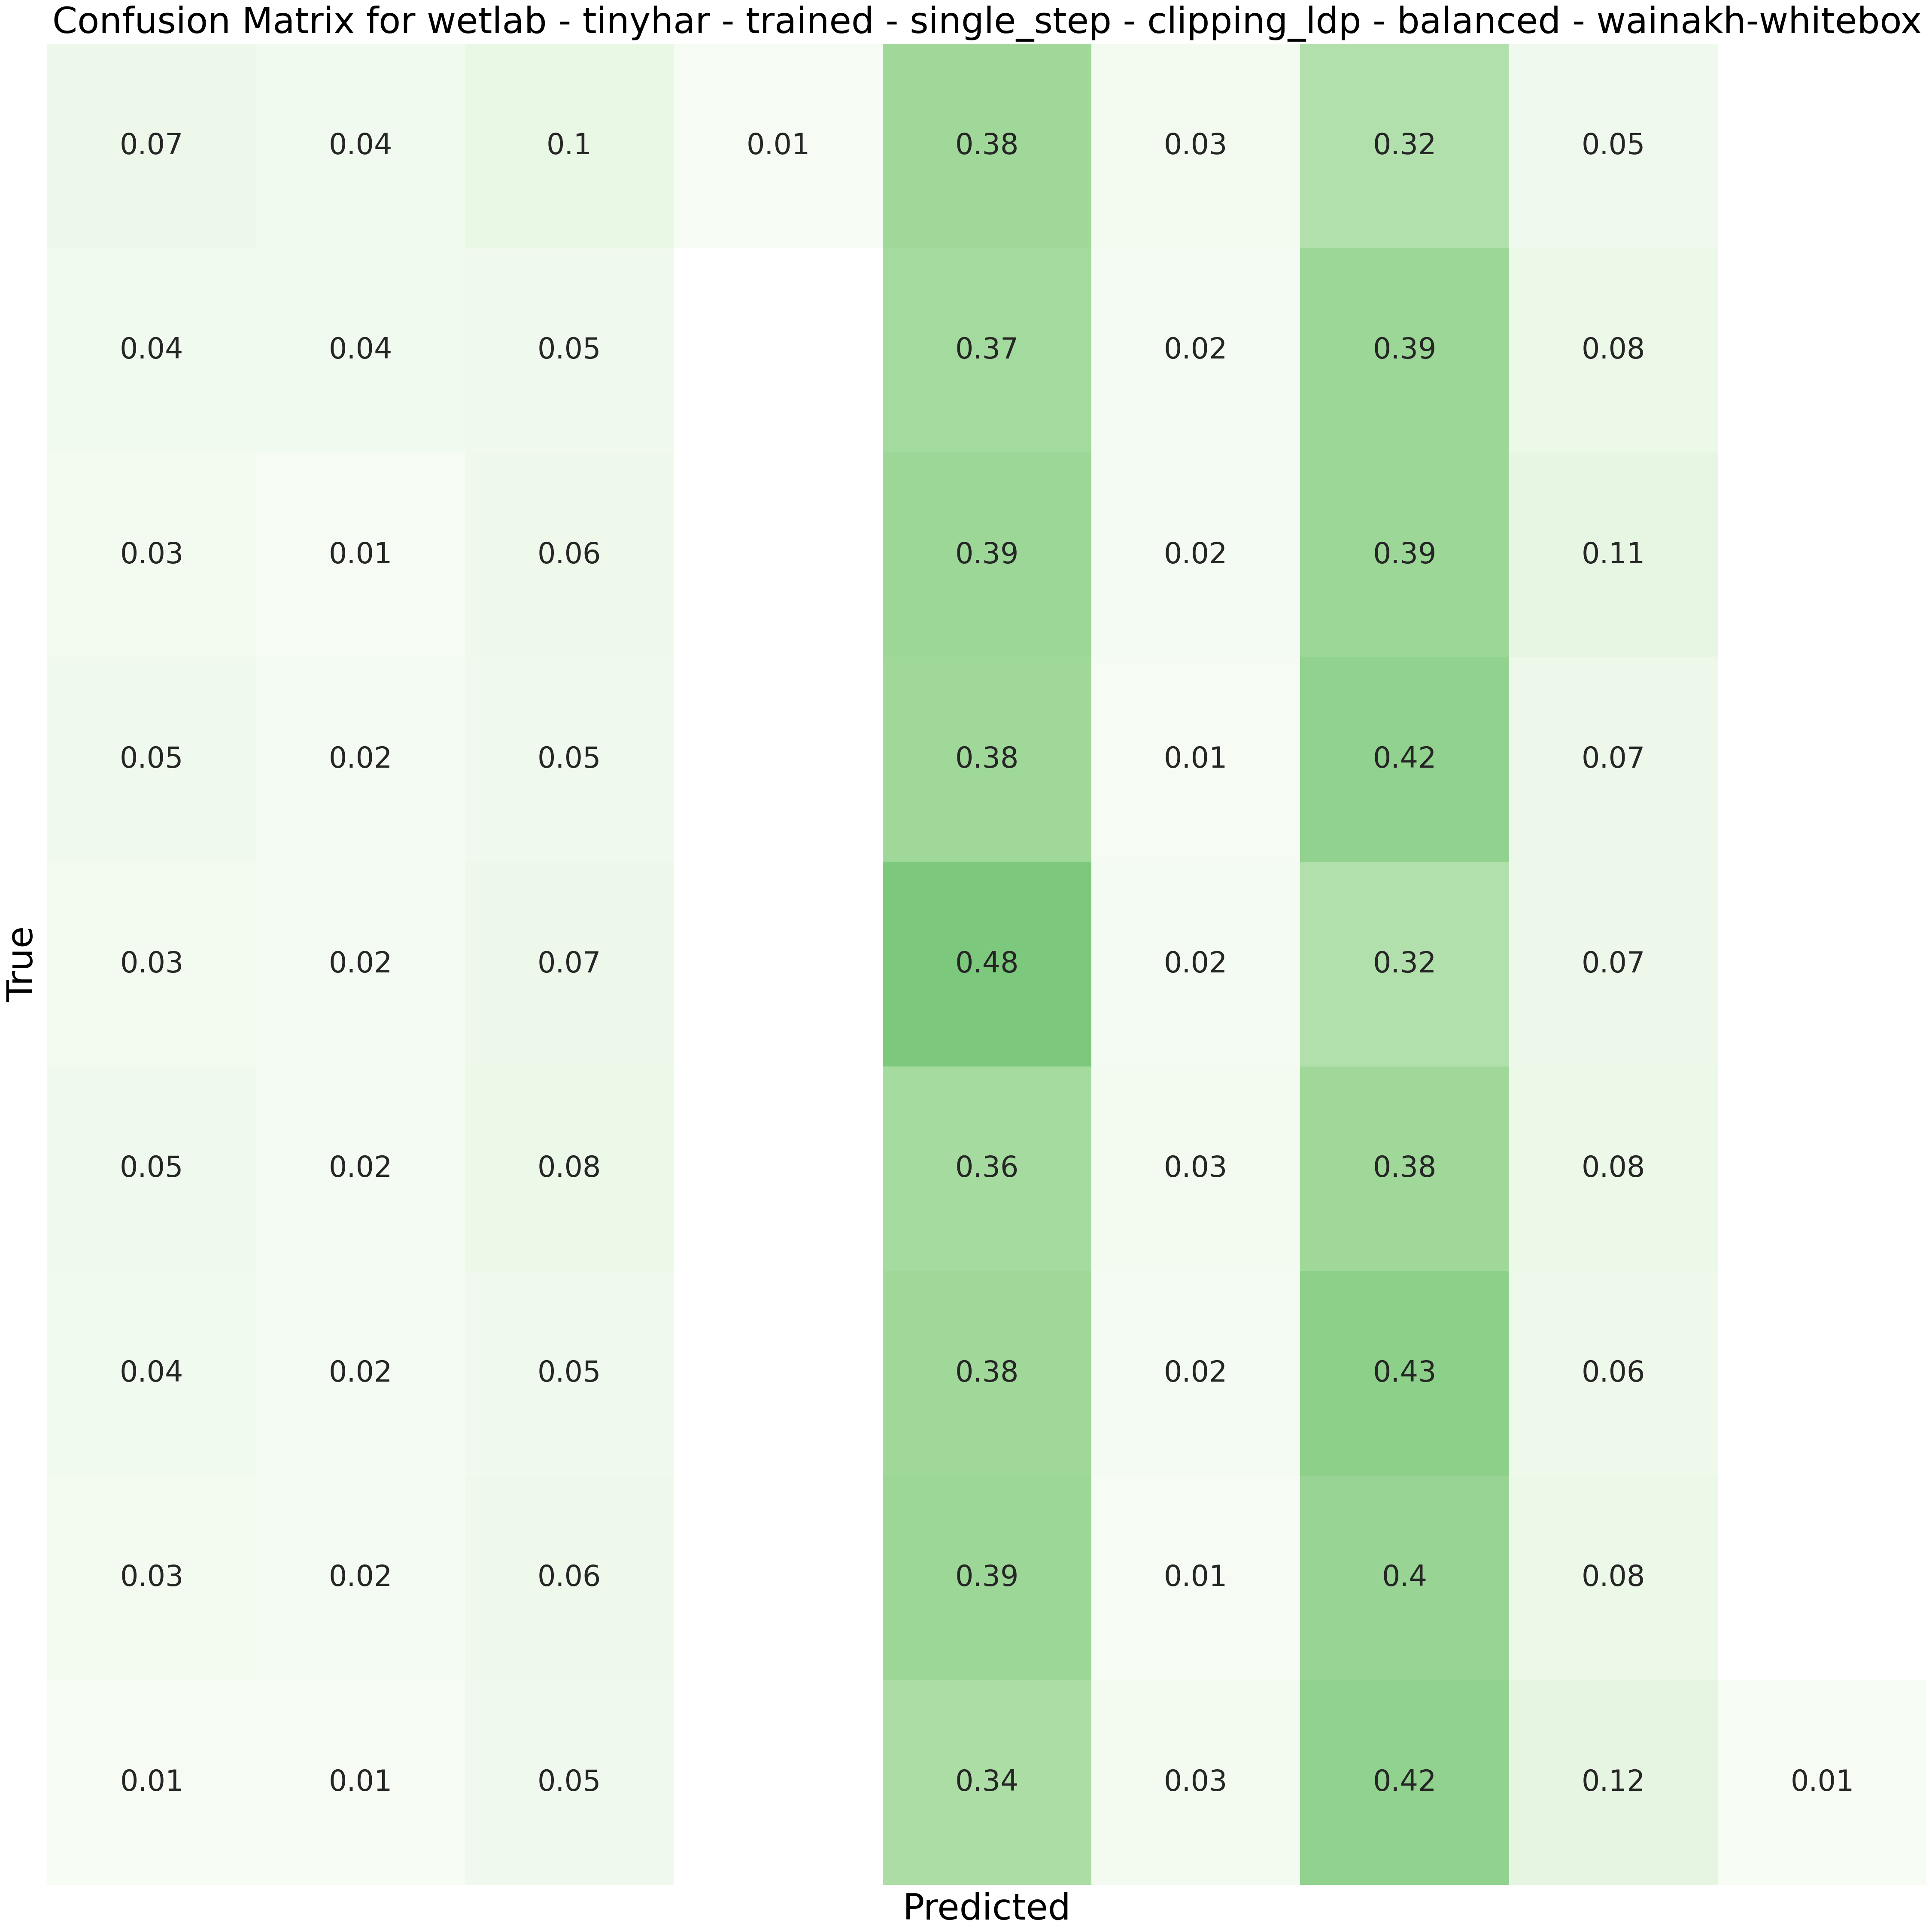 Confusion Matrix for wetlab - tinyhar - trained - single_step - clipping_ldp - balanced - wainakh-whitebox
0.07 0.04 0.1 0.01 0.38 0.03 0.32 0.05
0.04 0.04 0.05 0.37 0.02 0.39 0.08
0.03 0.01 0.06 0.39 0.02 0.39 0.11
0.05 0.02 0.05 0.38 0.01 0.42 0.07
0.03 0.02 0.07 0.48 0.02 0.32 0.07
0.05 0.02 0.08 0.36 0.03 0.38 0.08
0.04 0.02 0.05 0.38 0.02 0.43 0.06
0.03 0.02 0.06 0.39 0.01 0.4 0.08
0.01 0.01 0.05 0.34 0.03 0.42 0.12 0.01
True
Predicted